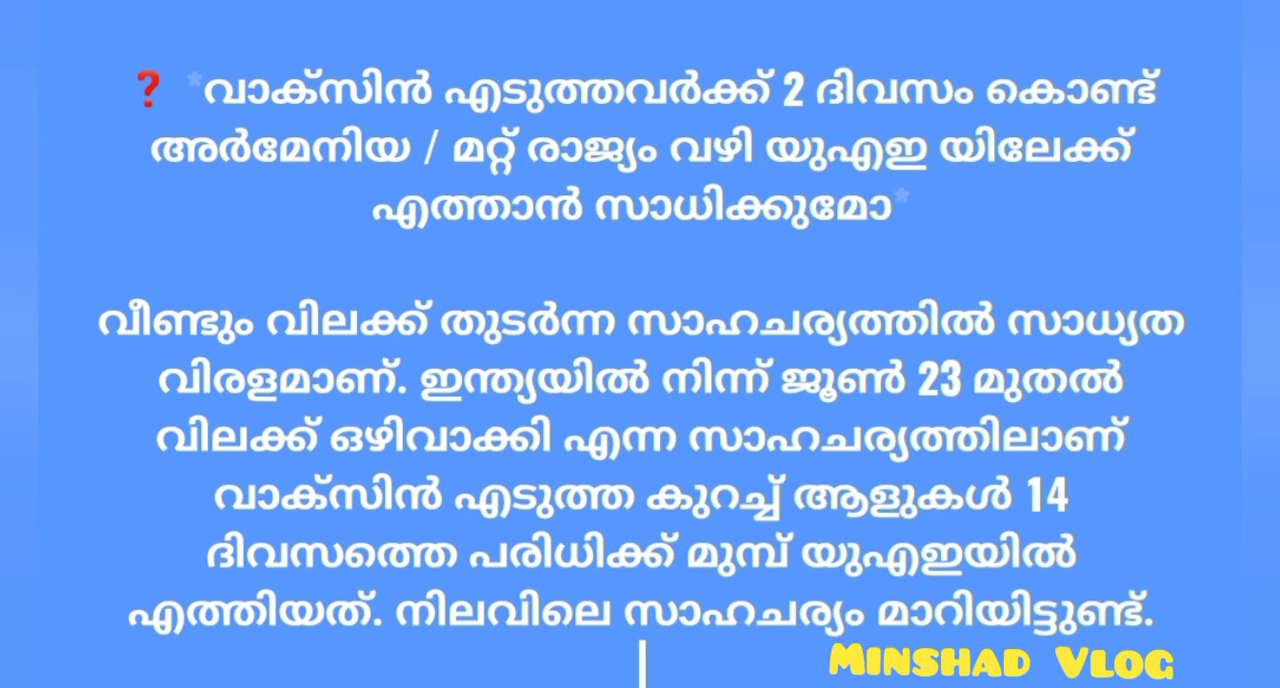 ❓ *വാക്സിൻ എടുത്തവർക്ക് 2 ദിവസം കൊണ്ട്
അർമേനിയ / മറ്റ് രാജ്യം വഴി യുഎഇ യിലേക്ക്
എത്താൻ സാധിക്കുമോ*
വീണ്ടും വിലക്ക് തുടർന്ന സാഹചര്യത്തിൽ സാധ്യത
വിരളമാണ്. ഇന്ത്യയിൽ നിന്ന് ജൂൺ 23 മുതൽ
വിലക്ക് ഒഴിവാക്കി എന്ന സാഹചര്യത്തിലാണ്
വാക്സിൻ എടുത്ത കുറച്ച് ആളുകൾ 14
ദിവസത്തെ പരിധിക്ക് മുമ്പ് യുഎഇയിൽ
എത്തിയത്. നിലവിലെ സാഹചര്യം മാറിയിട്ടുണ്ട്.
MINSHAD VLOG